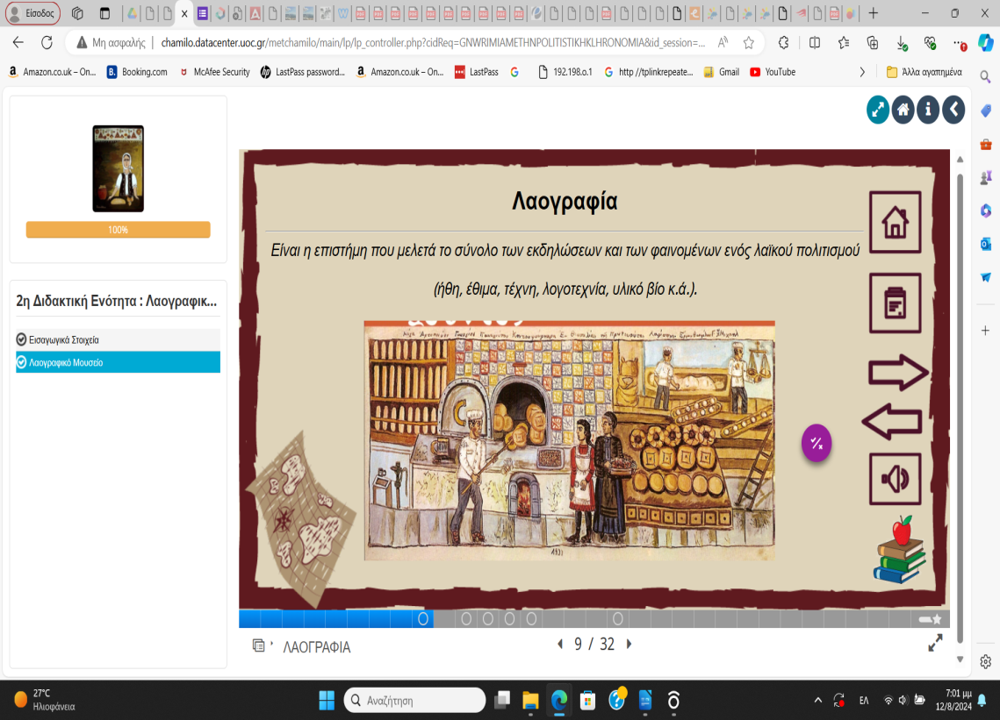 Είσοδος
Μη ασφαλής
chamilo.datacenter.uoc.gr/metchamilo/main/lp/lp_controller.php?cidReq=GNWRIMIAMETHNPOLITISTIKHKLHRONOMIA&id_session=...
Amazon.co.uk – On...
Booking.com
McAfee Security
LastPass password...
Amazon.co.uk – On...
LastPass
192.198.o.1
http://tplinkrepeate...
Gmail
YouTube
Άλλα αγαπημένα
100%
2η Διδακτική Ενότητα : Λαογραφικ...
Εισαγωγικά Στοιχεία
Λαογραφικό Μουσείο
Λαογραφία
Είναι η επιστήμη που μελετά το σύνολο των εκδηλώσεων και των φαινομένων ενός λαϊκού πολιτισμού
(ήθη, έθιμα, τέχνη, λογοτεχνία, υλικό βίο κ.ά.).
ΛΑΟΓΡΑΦΙΑ
9 / 32
27°C
Ηλιοφάνεια
Αναζήτηση
ΕΛ
7:01 μμ
12/8/2024